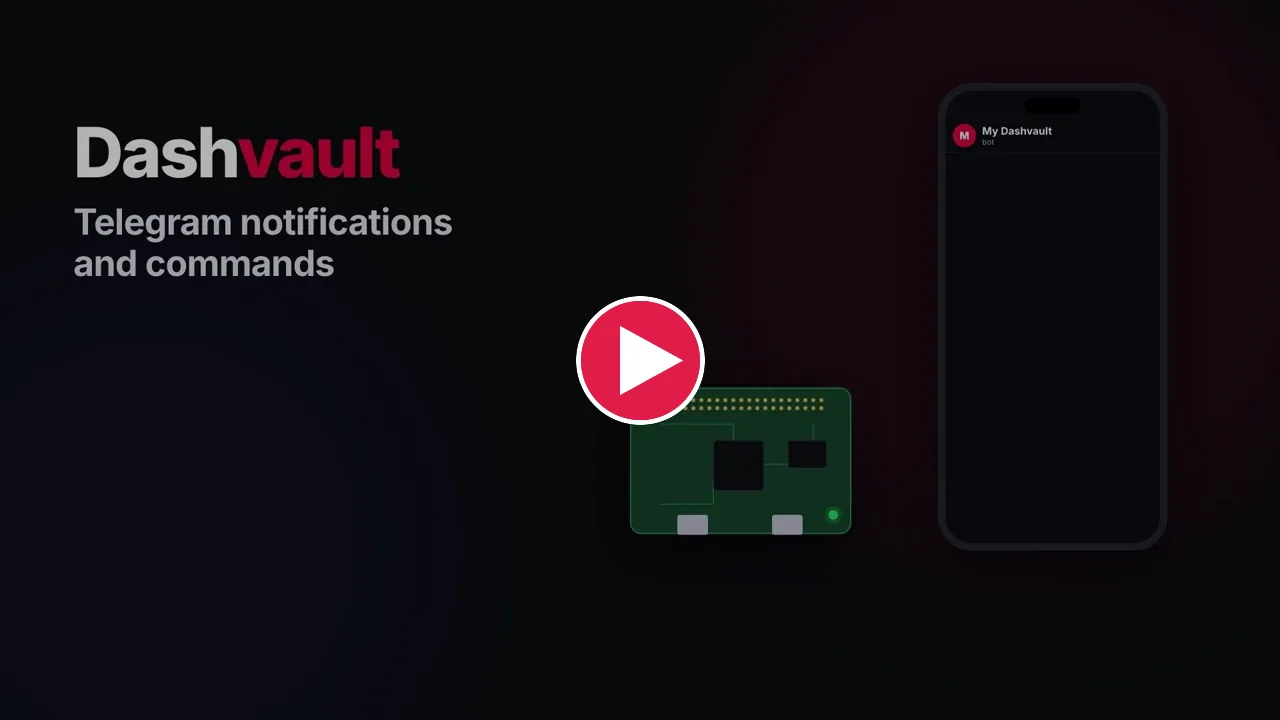 Dashvault
Telegram notifications
and commands
M
My Dashvault
bot